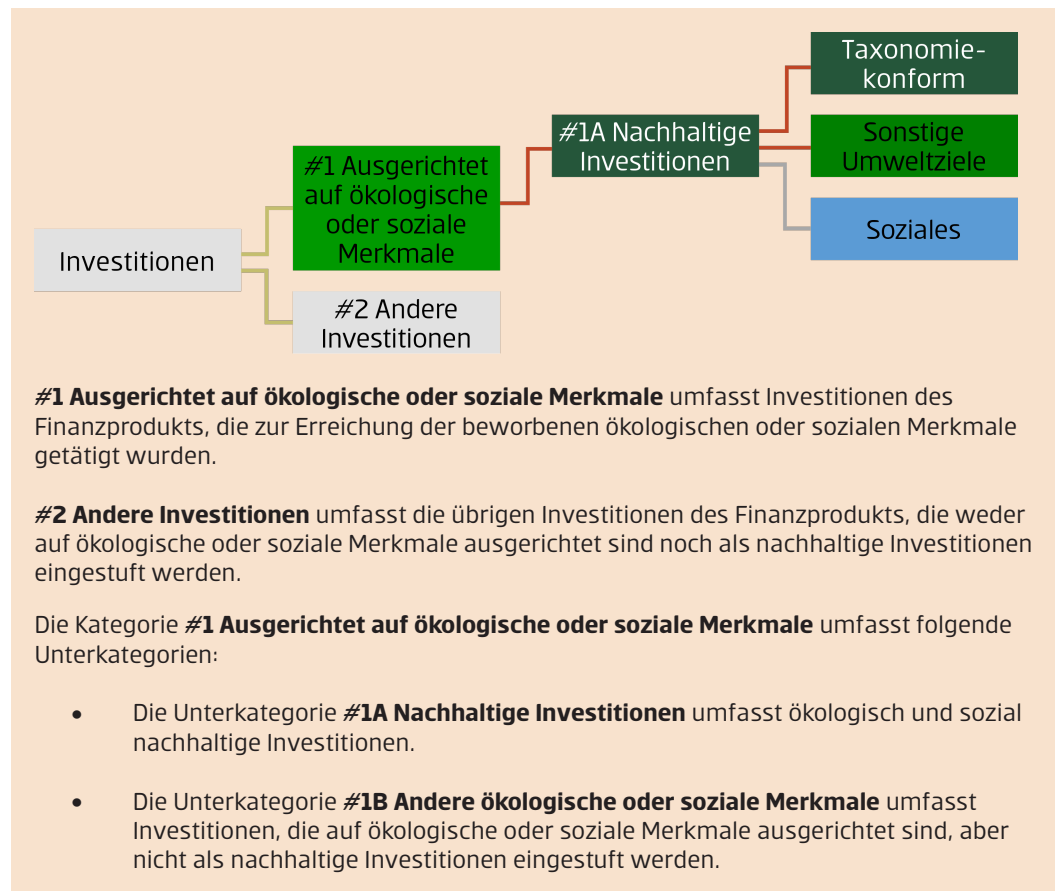 Taxonomie-
konform
#1A Nachhaltige
Investitionen
Sonstige
Umweltziele
#1 Ausgerichtet
auf ökologische
oder soziale
Merkmale
Soziales
Investitionen
#2 Andere
Investitionen
#1 Ausgerichtet auf ökologische oder soziale Merkmale umfasst Investitionen des
Finanzprodukts, die zur Erreichung der beworbenen ökologischen oder sozialen Merkmale
getätigt wurden.
#2 Andere Investitionen umfasst die übrigen Investitionen des Finanzprodukts, die weder
auf ökologische oder soziale Merkmale ausgerichtet sind noch als nachhaltige Investitionen
eingestuft werden.
Die Kategorie #1 Ausgerichtet auf ökologische oder soziale Merkmale umfasst folgende
Unterkategorien:
• Die Unterkategorie #1A Nachhaltige Investitionen umfasst ökologisch und sozial
nachhaltige Investitionen.
• Die Unterkategorie #1B Andere ökologische oder soziale Merkmale umfasst
Investitionen, die auf ökologische oder soziale Merkmale ausgerichtet sind, aber
nicht als nachhaltige Investitionen eingestuft werden.